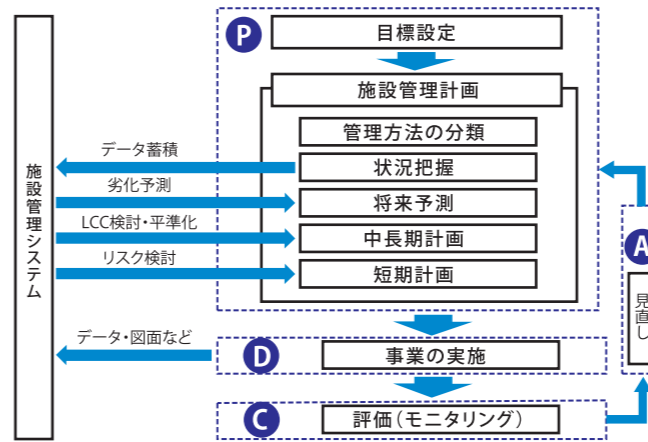 P
目標設定
施設管理計画
管理方法の分類
状況把握
将来予測
中長期計画
短期計画
データ蓄積
劣化予測
LCC検討・平準化
リスク検討
施設管理システム
データ・図面など
D
事業の実施
C
評価(モニタリング)
A
見直し